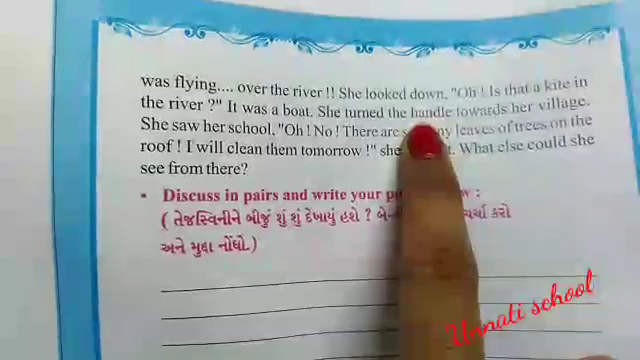 was flying.... over the river !! She looked down. "Oh ! Is that a kite in
the river ?" It was a boat. She turned the handle towards her village.
She saw her school. "Oh ! No ! There are leaves of trees on the
roof ! I will clean them tomorrow !" she What else could she
see from there?
• Discuss in pairs and write your :
( તેજસ્વિનીને બીજું શું શું દેખાયું હશે ? ચર્ચા કરો
અને મુદ્દા નોંધો.)
Unnati school